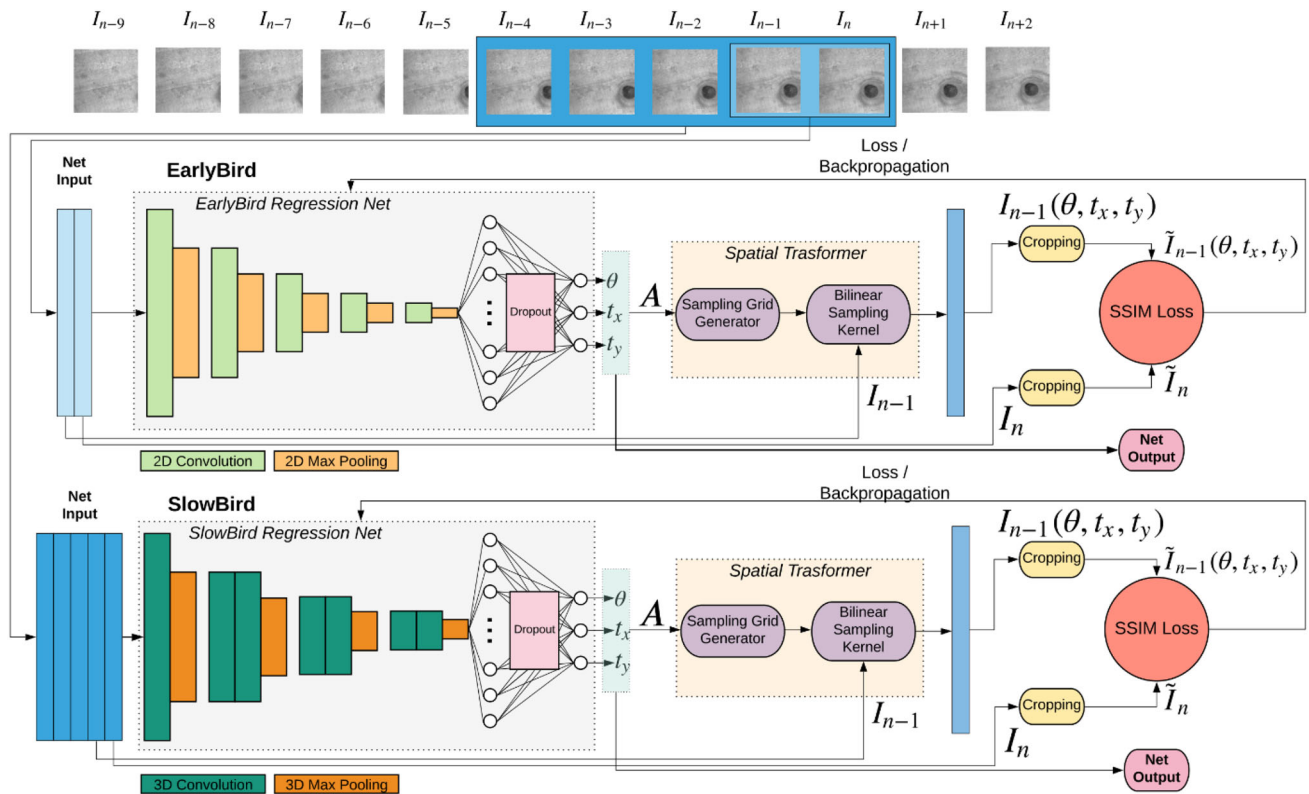 I_{n−9} I_{n−8} I_{n−7} I_{n−6} I_{n−5} I_{n−4} I_{n−3} I_{n−2} I_{n−1} I_n I_{n+1} I_{n+2}
Loss /
Backpropagation
Net
Input
EarlyBird
EarlyBird Regression Net
Dropout
θ
t_x
t_y
A
Spatial Trasformer
Sampling Grid
Generator
Bilinear
Sampling
Kernel
I_{n−1}
I_{n−1}(θ, t_x, t_y)
Cropping
Ĩ_{n−1}(θ, t_x, t_y)
SSIM Loss
Cropping
Ĩ_n
I_n
Net
Output
2D Convolution
2D Max Pooling
Loss /
Backpropagation
Net
Input
SlowBird
SlowBird Regression Net
Dropout
θ
t_x
t_y
A
Spatial Trasformer
Sampling Grid
Generator
Bilinear
Sampling
Kernel
I_{n−1}
I_{n−1}(θ, t_x, t_y)
Cropping
Ĩ_{n−1}(θ, t_x, t_y)
SSIM Loss
Cropping
Ĩ_n
I_n
Net
Output
3D Convolution
3D Max Pooling